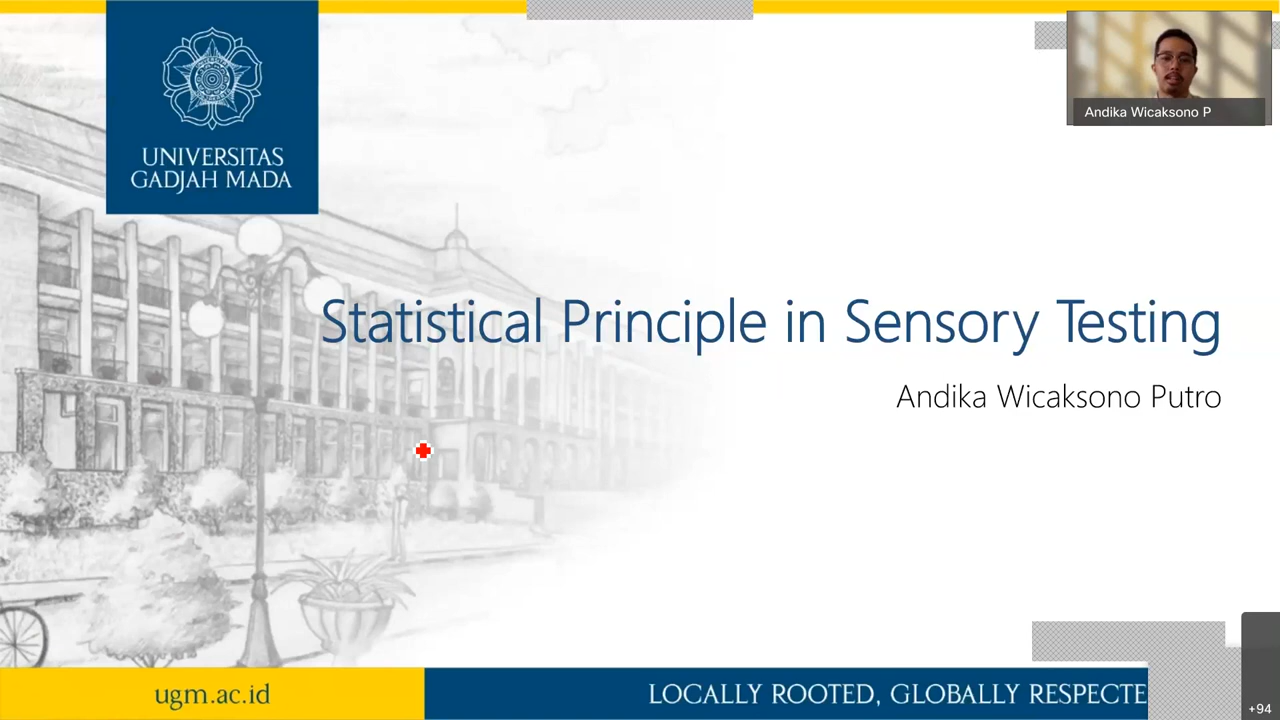 UNIVERSITAS
GADJAH MADA
Andika Wicaksono P
Statistical Principle in Sensory Testing
Andika Wicaksono Putro
ugm.ac.id
LOCALLY ROOTED, GLOBALLY RESPECTE
+94